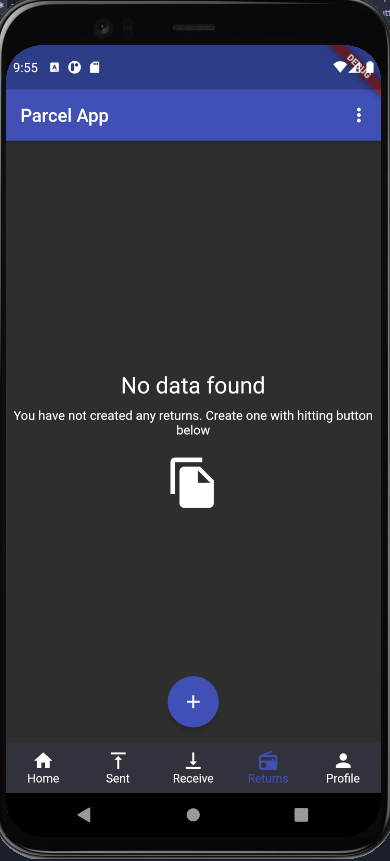 9:55
DEBUG
Parcel App
No data found
You have not created any returns. Create one with hitting button
below
Home
Sent
Receive
Returns
Profile